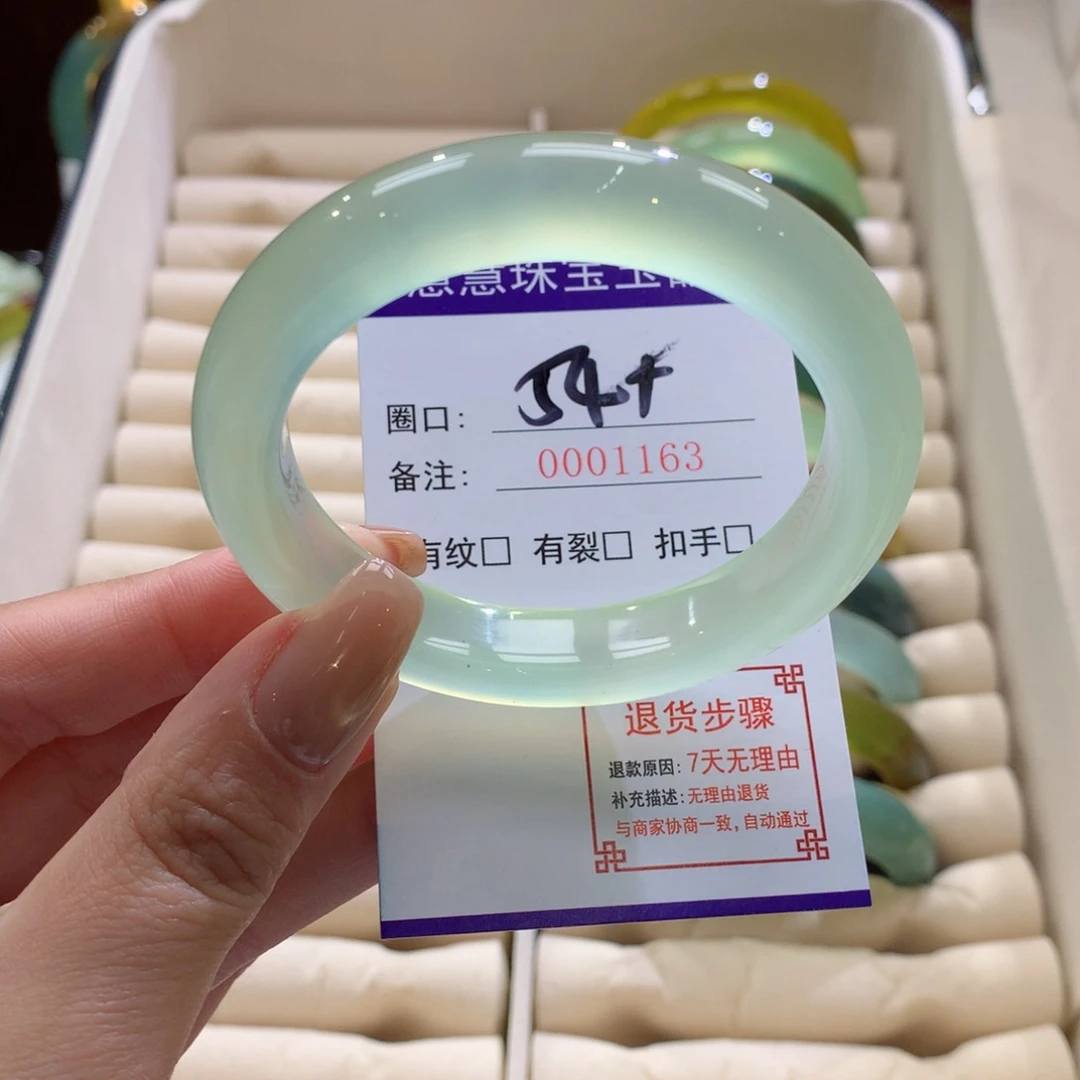 慧珠宝玉
圈口: 54+
备注: 0001163
有纹□ 有裂□ 扣手□
退货步骤
退款原因: 7天无理由
补充描述: 无理由退货
与商家协商一致, 自动通过